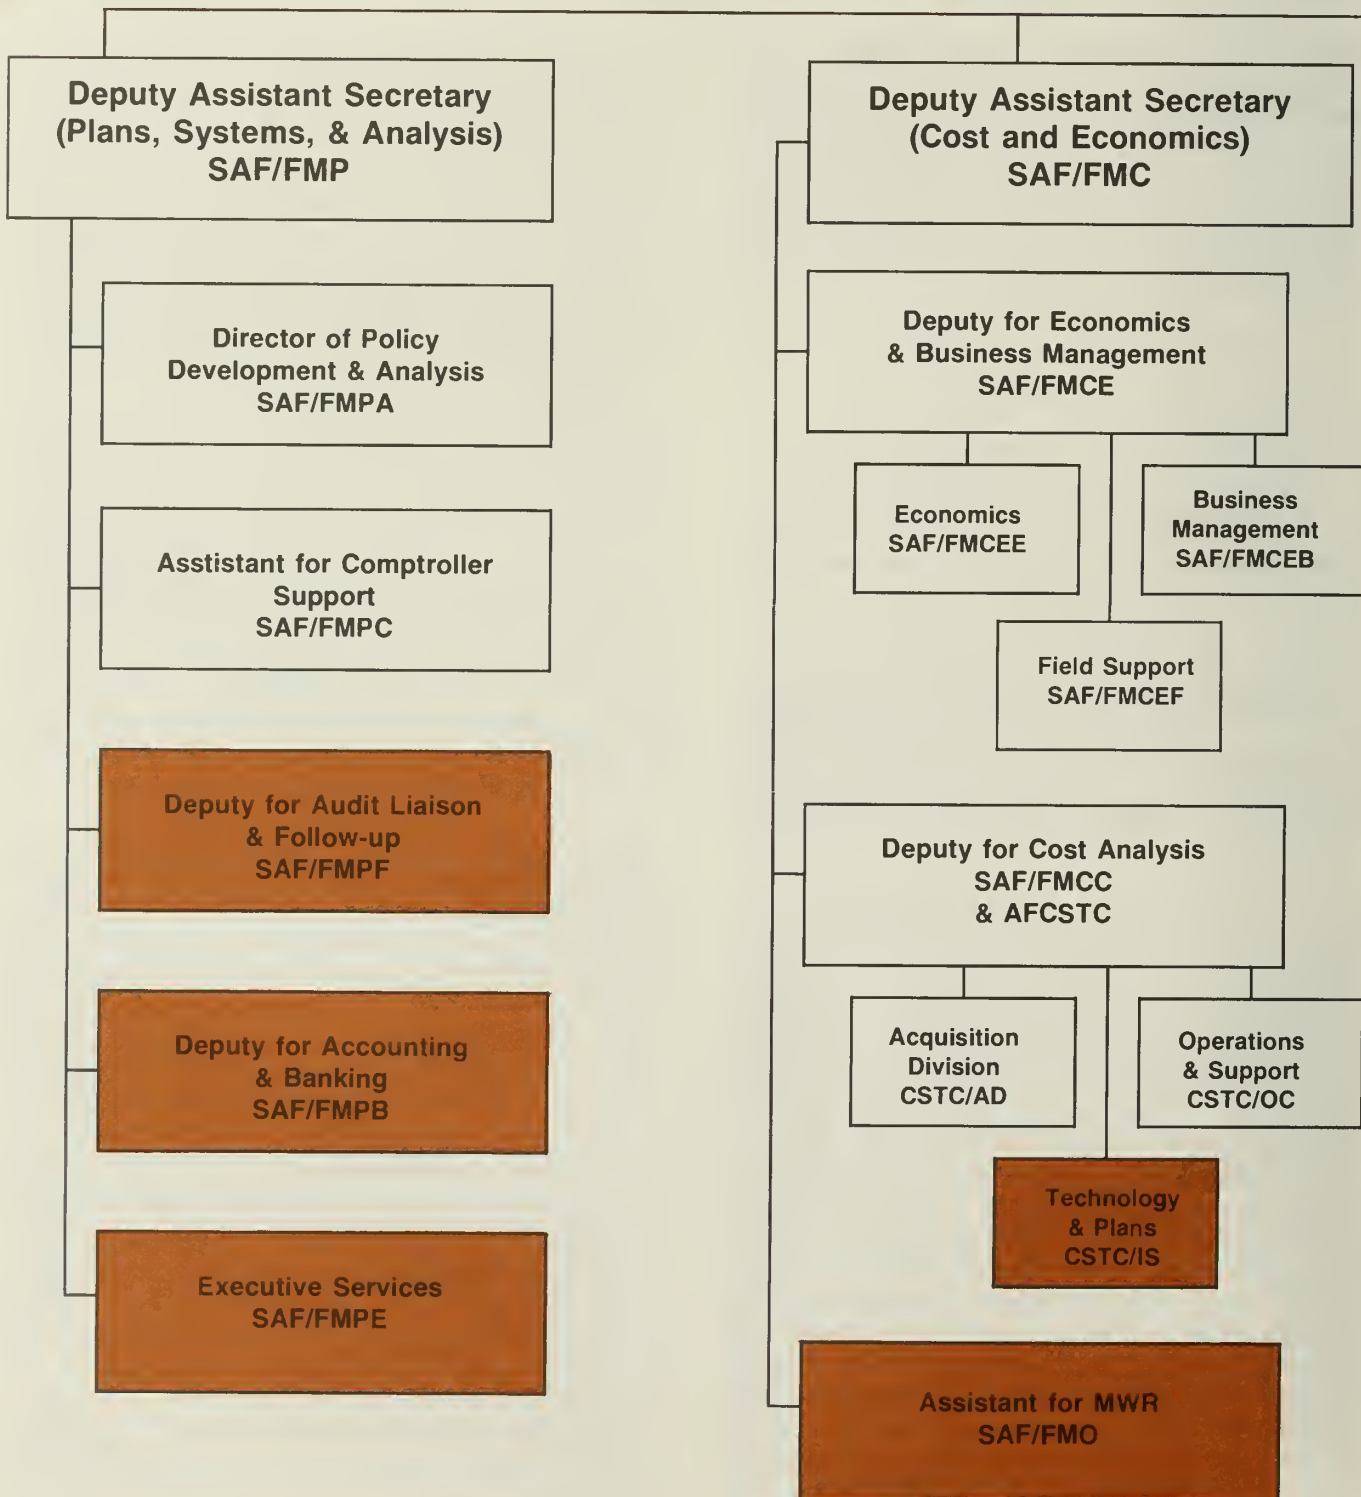 Deputy Assistant Secretary
(Plans, Systems, & Analysis)
SAF/FMP
Director of Policy
Development & Analysis
SAF/FMPA
Asstistant for Comptroller
Support
SAF/FMPC
Deputy for Audit Liaison
& Follow-up
SAF/FMPF
Deputy for Accounting
& Banking
SAF/FMPB
Executive Services
SAF/FMPE
Deputy Assistant Secretary
(Cost and Economics)
SAF/FMC
Deputy for Economics
& Business Management
SAF/FMCE
Economics
SAF/FMCEE
Business
Management
SAF/FMCEB
Field Support
SAF/FMCEF
Deputy for Cost Analysis
SAF/FMCC
& AFCSTC
Acquisition
Division
CSTC/AD
Operations
& Support
CSTC/OC
Technology
& Plans
CSTC/IS
Assistant for MWR
SAF/FMO